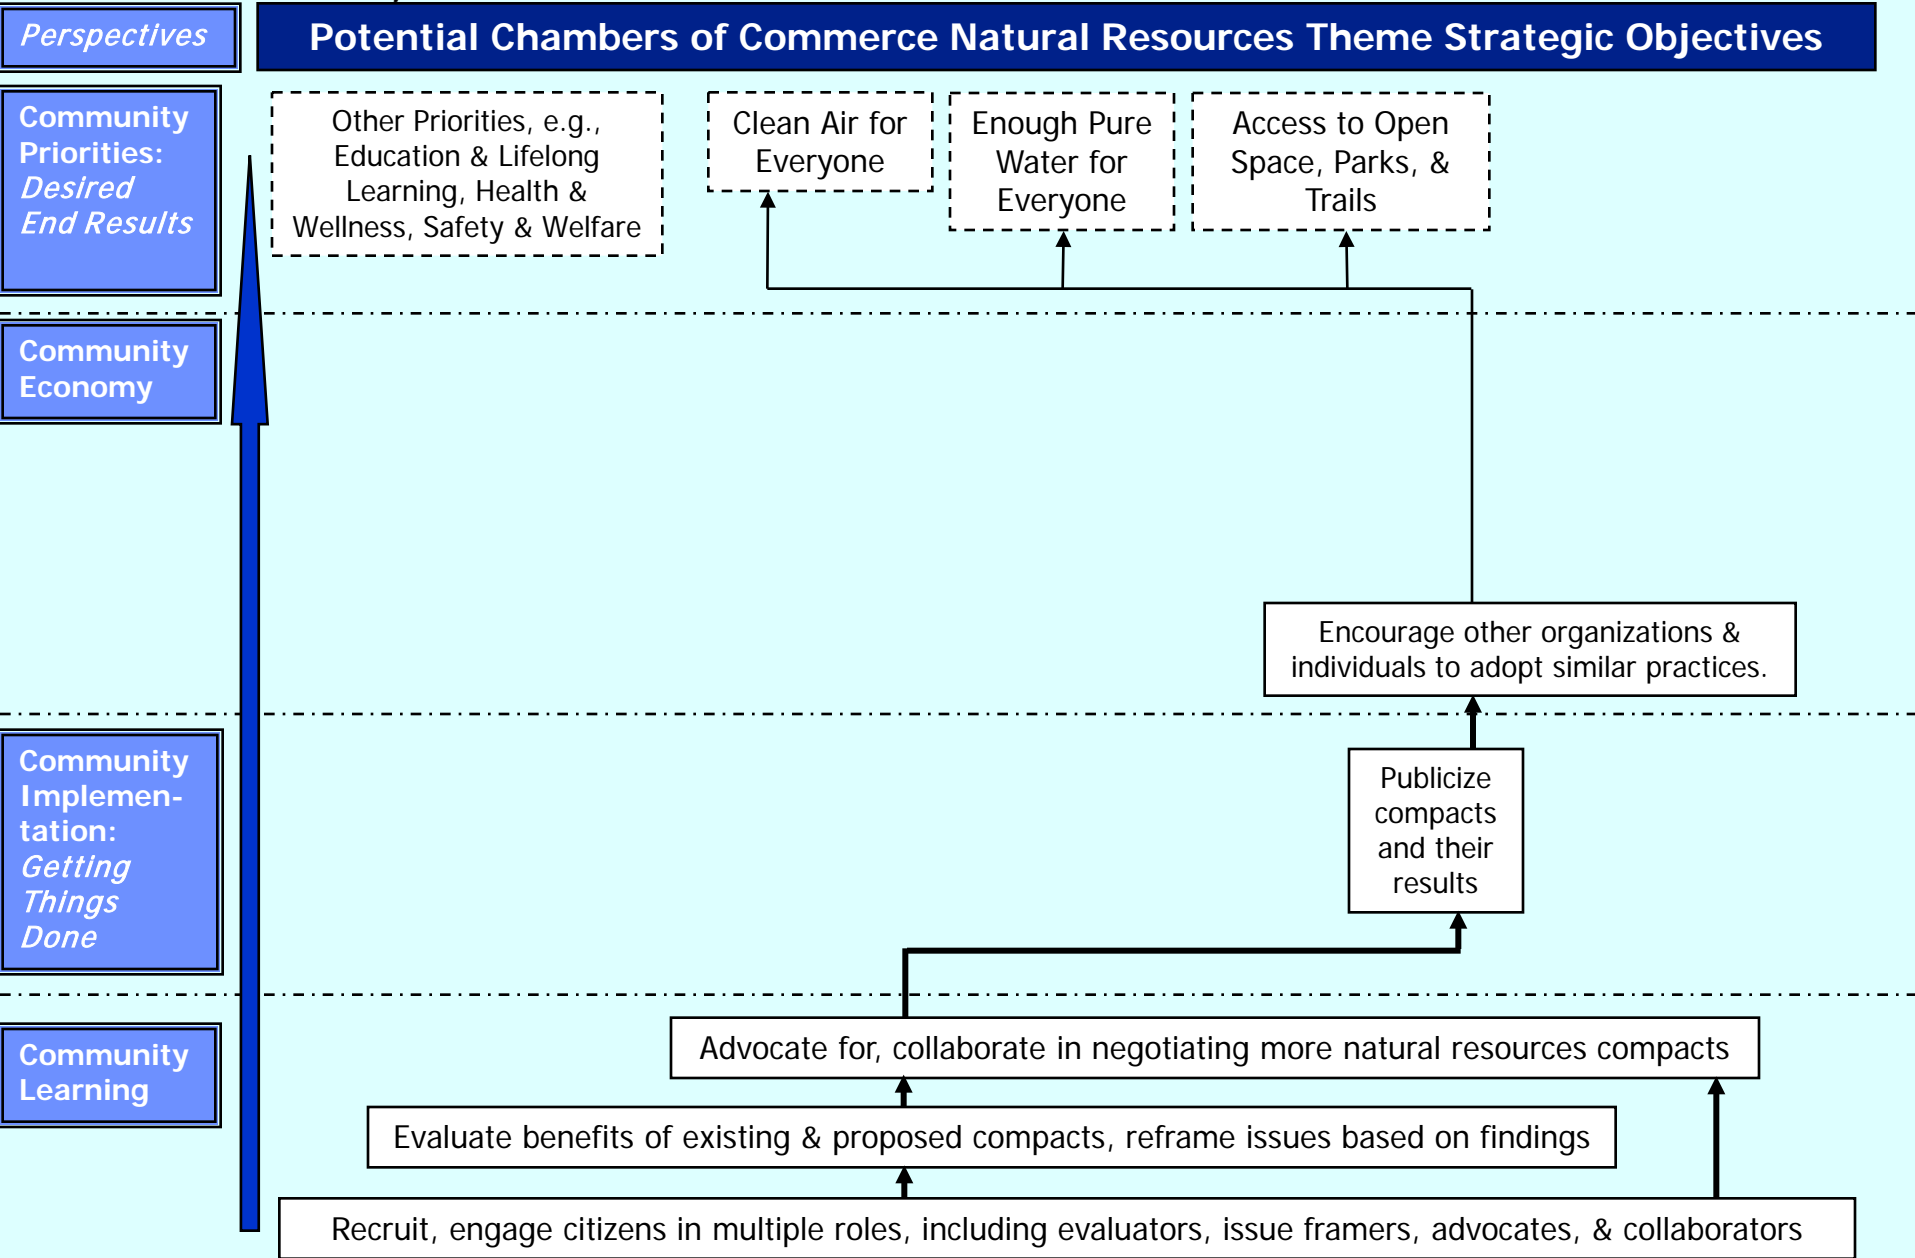 Perspectives
Potential Chambers of Commerce Natural Resources Theme Strategic Objectives
Community
Priorities:
Desired
End Results
Other Priorities, e.g.,
Education & Lifelong
Learning, Health &
Wellness, Safety & Welfare
Clean Air for
Everyone
Enough Pure
Water for
Everyone
Access to Open
Space, Parks, &
Trails
Community
Economy
Encourage other organizations &
individuals to adopt similar practices.
Community
Implemen-
tation:
Getting
Things
Done
Publicize
compacts
and their
results
Community
Learning
Advocate for, collaborate in negotiating more natural resources compacts
Evaluate benefits of existing & proposed compacts, reframe issues based on findings
Recruit, engage citizens in multiple roles, including evaluators, issue framers, advocates, & collaborators